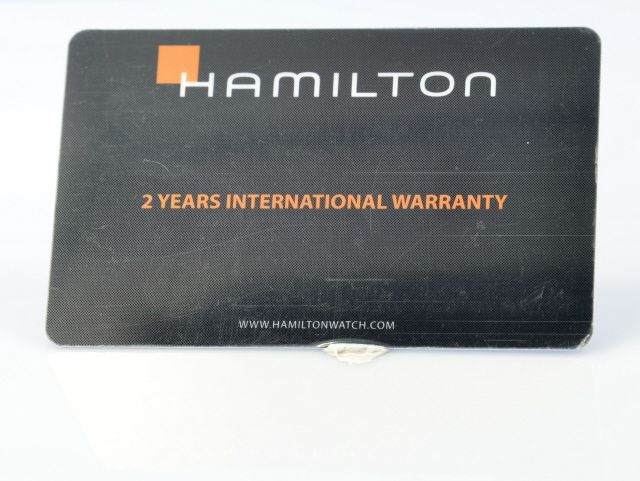 HAMILTON
2 YEARS INTERNATIONAL WARRANTY
WWW.HAMILTONWATCH.COM